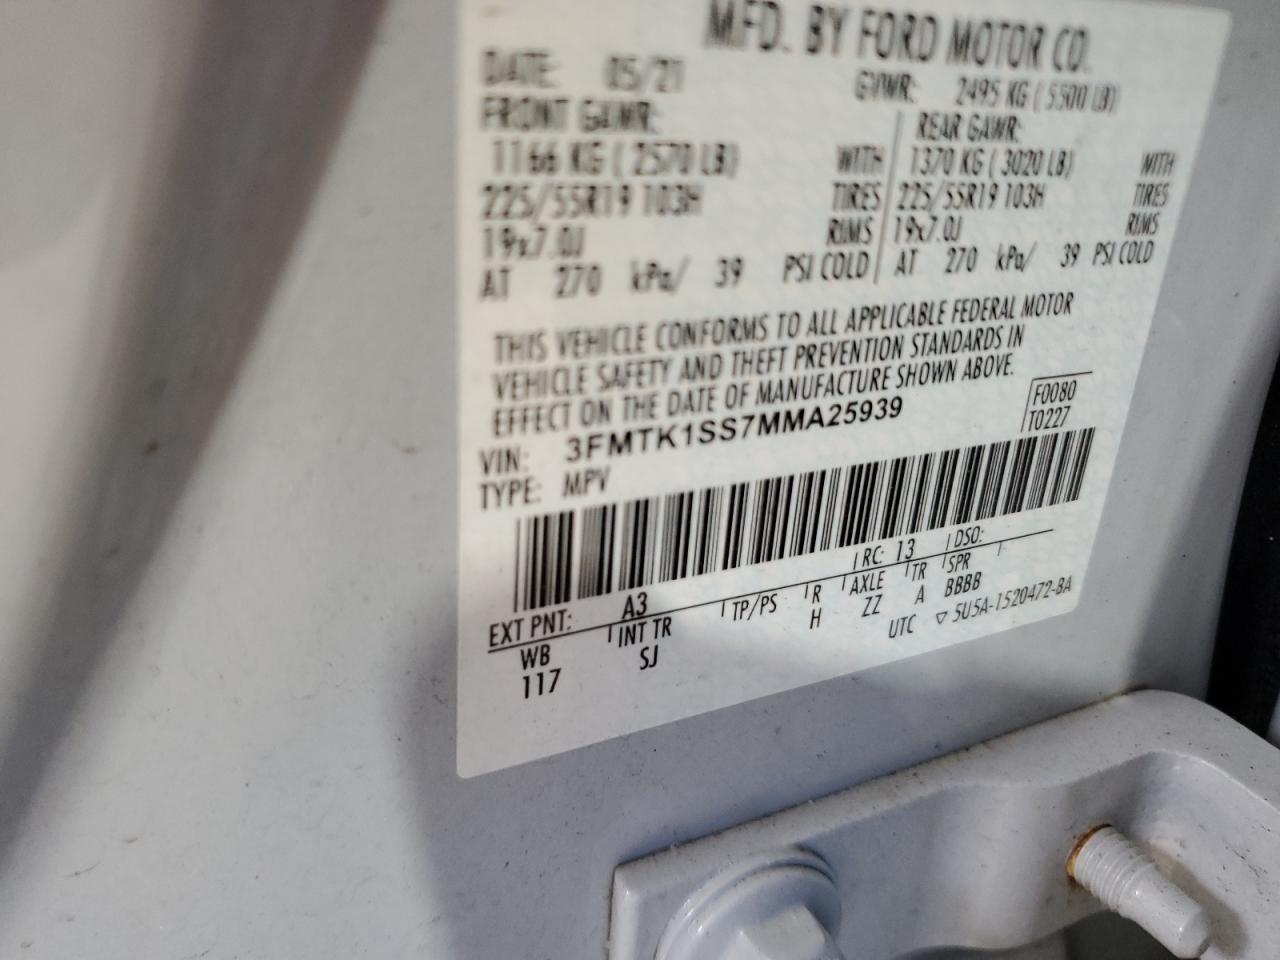 MFD. BY FORD MOTOR CO.
DATE: 05/21 GVWR: 2495 KG ( 5500 LB)
FRONT GAWR: REAR GAWR:
1166 KG ( 2570 LB) WITH 1370 KG ( 3020 LB) WITH
225/55R19 103H TIRES 225/55R19 103H TIRES
19x7.0J RIMS 19x7.0J RIMS
AT 270 kPa/ 39 PSI COLD AT 270 kPa/ 39 PSI COLD
THIS VEHICLE CONFORMS TO ALL APPLICABLE FEDERAL MOTOR
VEHICLE SAFETY AND THEFT PREVENTION STANDARDS IN
EFFECT ON THE DATE OF MANUFACTURE SHOWN ABOVE.
VIN: 3FMTK1SS7MMA25939 F0080
TYPE: MPV T0227
EXT PNT: A3 RC: 13 DSO:
WB INT TR TP/PS R AXLE TR SPR
117 SJ H ZZ A BBBB
UTC ▽ 5U5A-1520472-BA